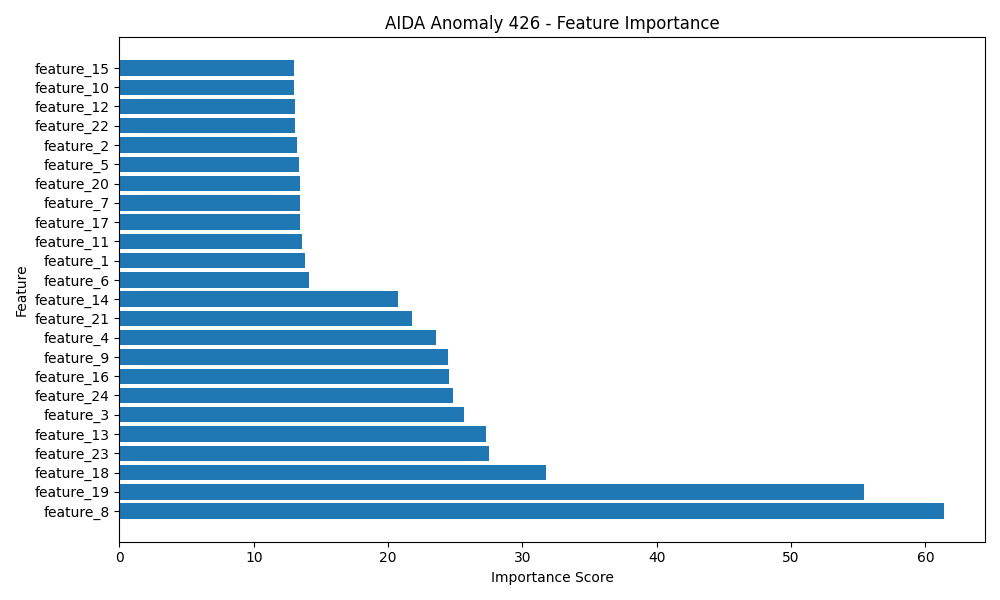 AIDA Anomaly 426 - Feature Importance
feature_15
feature_10
feature_12
feature_22
feature_2
feature_5
feature_20
feature_7
feature_17
feature_11
feature_1
feature_6
feature_14
feature_21
feature_4
feature_9
feature_16
feature_24
feature_3
feature_13
feature_23
feature_18
feature_19
feature_8
Feature
0 10 20 30 40 50 60
Importance Score